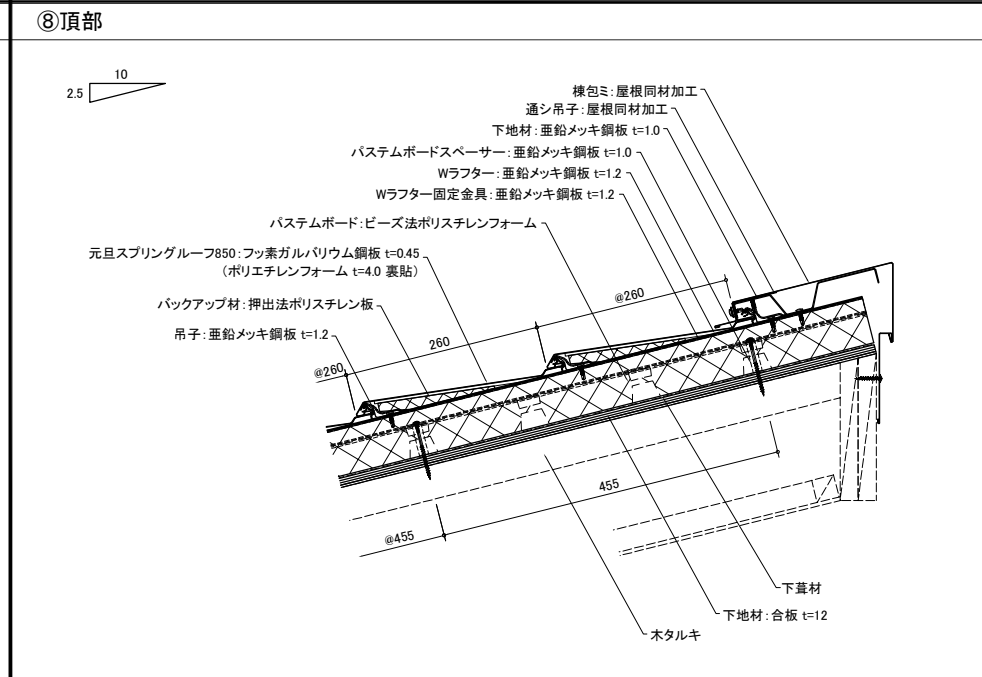 ⑧頂部
10
2.5
棟包ミ:屋根同材加工
通シ吊子:屋根同材加工
下地材:亜鉛メッキ鋼板 t=1.0
パステムボードスペーサー:亜鉛メッキ鋼板 t=1.0
Wラフター:亜鉛メッキ鋼板 t=1.2
Wラフター固定金具:亜鉛メッキ鋼板 t=1.2
パステムボード:ビーズ法ポリスチレンフォーム
元旦スプリングルーフ850:フッ素ガルバリウム鋼板 t=0.45
(ポリエチレンフォーム t=4.0 裏貼)
バックアップ材:押出法ポリスチレン板
吊子:亜鉛メッキ鋼板 t=1.2
@260
260
@260
455
@455
下葺材
下地材:合板 t=12
木タルキ